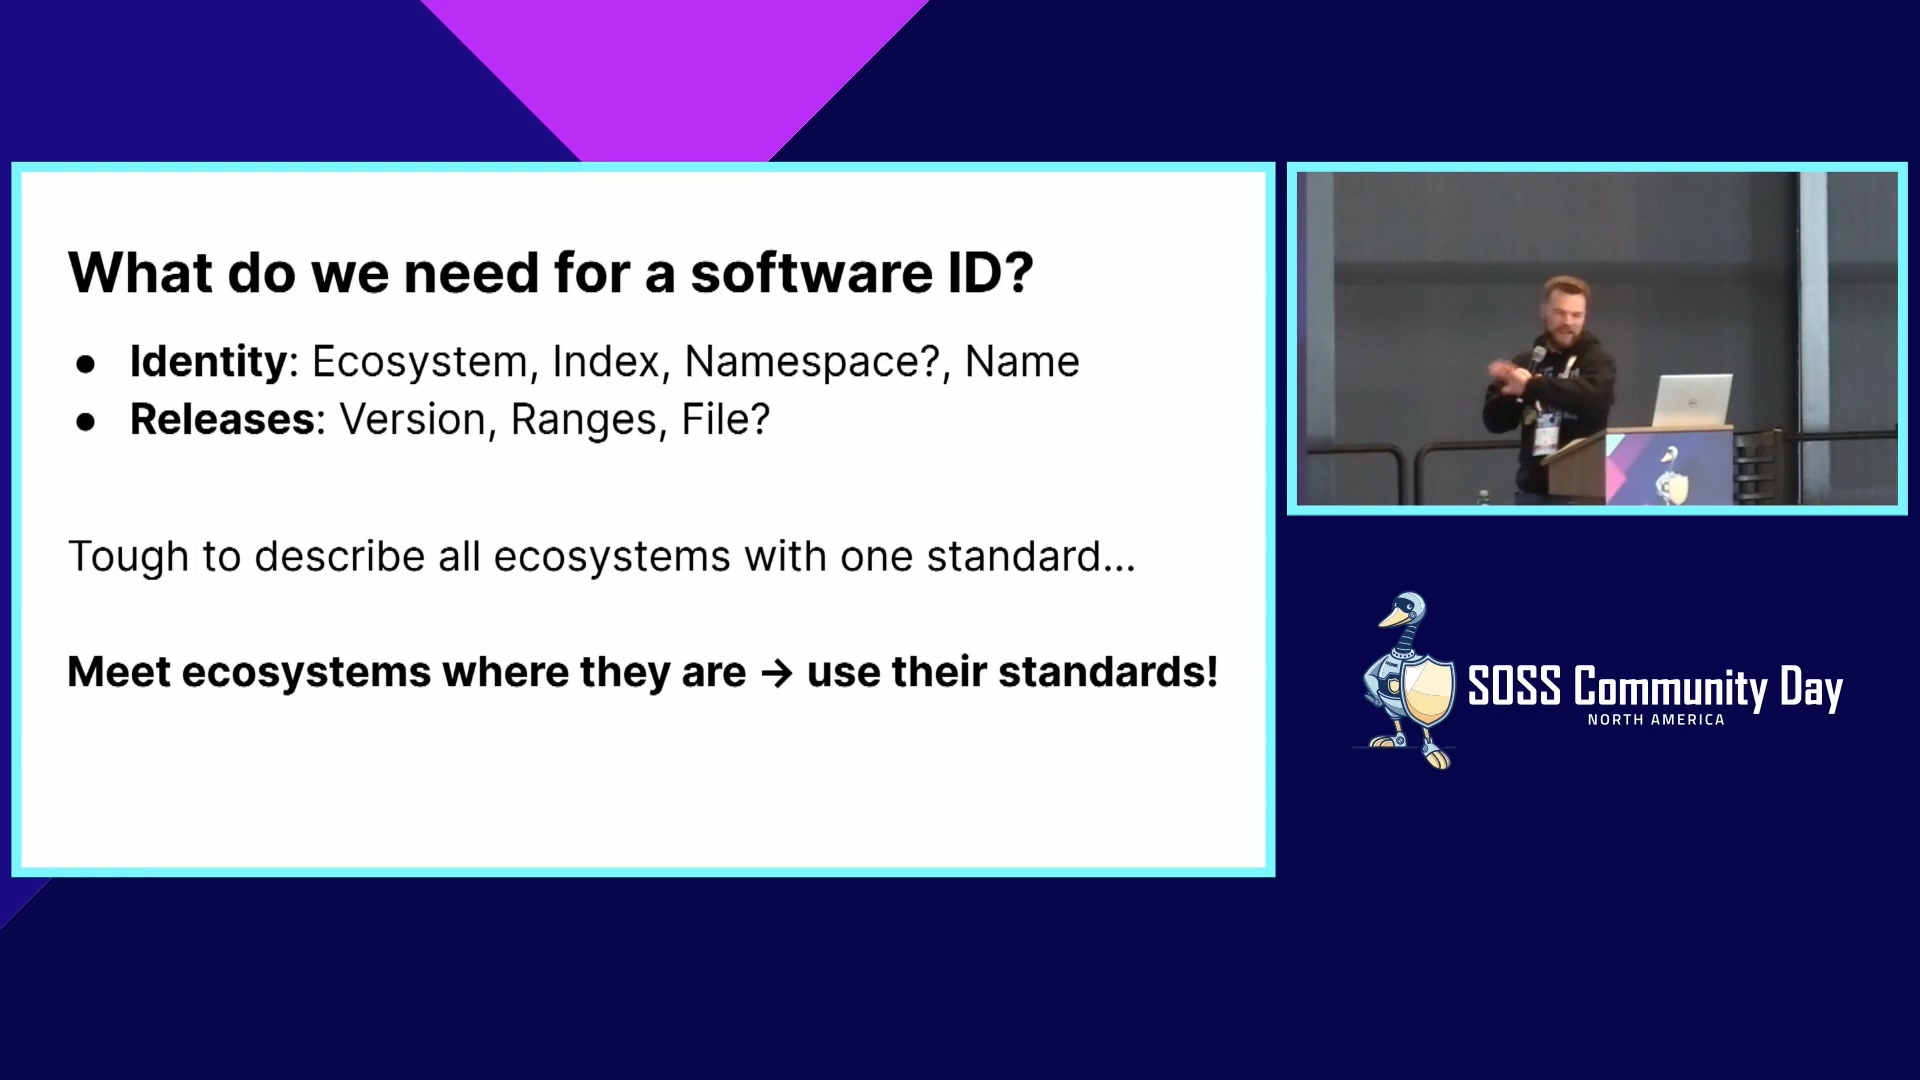 What do we need for a software ID?
● Identity: Ecosystem, Index, Namespace?, Name
● Releases: Version, Ranges, File?
Tough to describe all ecosystems with one standard...
Meet ecosystems where they are → use their standards!
SOSS Community Day
NORTH AMERICA